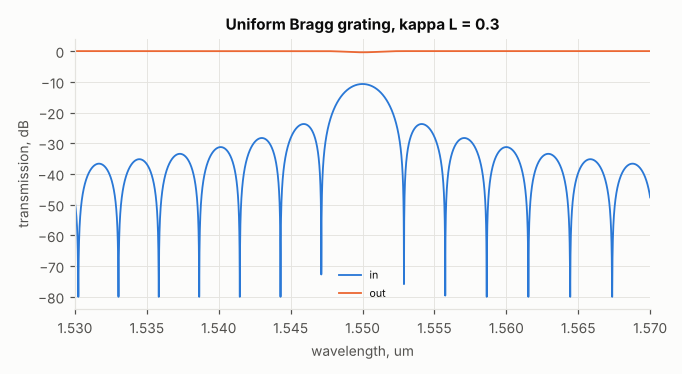 Uniform Bragg grating, kappa L = 0.3
transmission, dB
0
−10
−20
−30
−40
−50
−60
−70
−80
in
out
1.530 1.535 1.540 1.545 1.550 1.555 1.560 1.565 1.570
wavelength, um